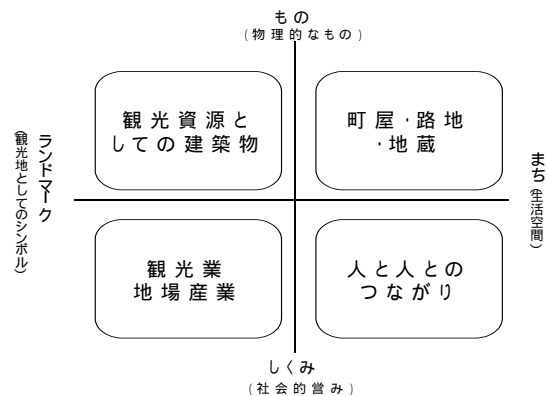 もの
(物理的なもの)
観光資源と
しての建築物
町屋・路地
・地蔵
ランドマーク
(観光地としてのシンボル)
まち
(生活空間)
観光業
地場産業
人と人との
つながり
しくみ
(社会的営み)